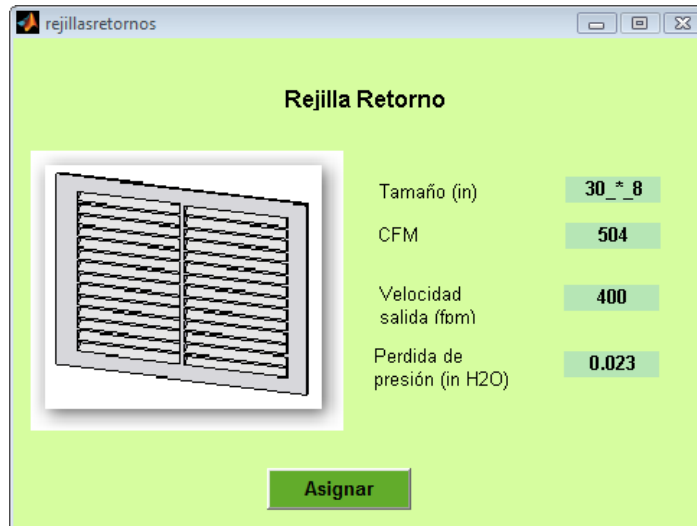 rejillasretornos
Rejilla Retorno
Tamaño (in)
30_*_8
CFM
504
Velocidad
salida (fpm)
400
Perdida de
presión (in H2O)
0.023
Asignar